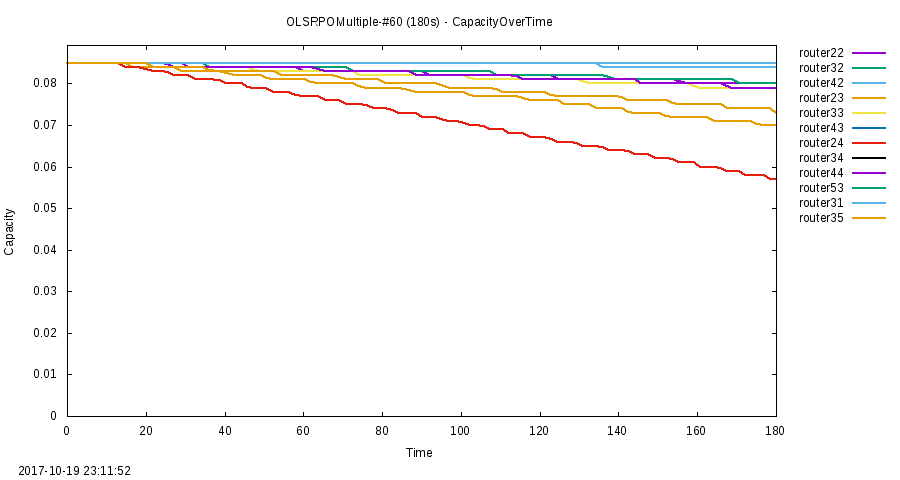 OLSRPOMultiple-#60 (180s) - CapacityOverTime
router22
router32
router42
router23
router33
router43
router24
router34
router44
router53
router31
router35
0.08
0.07
0.06
0.05
0.04
0.03
0.02
0.01
0
Capacity
0 20 40 60 80 100 120 140 160 180
Time
2017-10-19 23:11:52